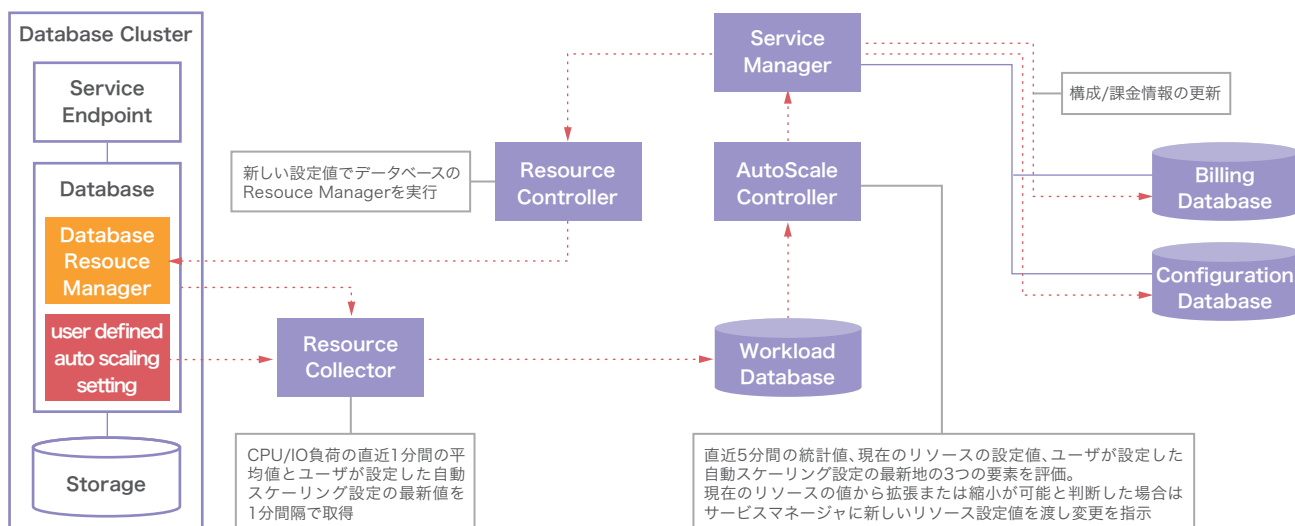 Database Cluster
Service
Endpoint
Database
Database
Resouce
Manager
user defined
auto scaling
setting
Storage
新しい設定値でデータベースの
Resouce Managerを実行
Resource
Controller
Resource
Collector
CPU/IO負荷の直近1分間の平
均値とユーザが設定した自動
スケーリング設定の最新値を
1分間隔で取得
Service
Manager
AutoScale
Controller
Workload
Database
直近5分間の統計値、現在のリソースの設定値、ユーザが設定した
自動スケーリング設定の最新地の3つの要素を評価。
現在のリソースの値から拡張または縮小が可能と判断した場合は
サービスマネージャに新しいリソース設定値を渡し変更を指示
構成/課金情報の更新
Billing
Database
Configuration
Database